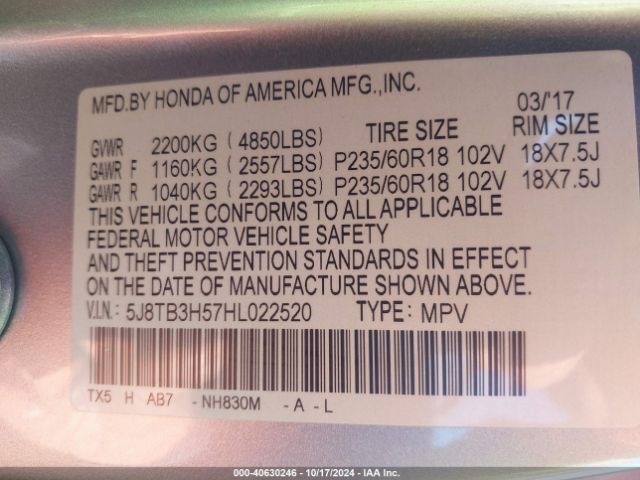 MFD.BY HONDA OF AMERICA MFG.,INC.
03/'17
GVWR 2200KG ( 4850LBS) TIRE SIZE RIM SIZE
GAWR F 1160KG ( 2557LBS) P235/60R18 102V 18X7.5J
GAWR R 1040KG ( 2293LBS) P235/60R18 102V 18X7.5J
THIS VEHICLE CONFORMS TO ALL APPLICABLE
FEDERAL MOTOR VEHICLE SAFETY
AND THEFT PREVENTION STANDARDS IN EFFECT
ON THE DATE OF MANUFACTURE SHOWN ABOVE.
V.I.N.: 5J8TB3H57HL022520 TYPE: MPV
TX5 H AB7 -NH830M -A-L
000-40630246 - 10/17/2024 - IAA Inc.